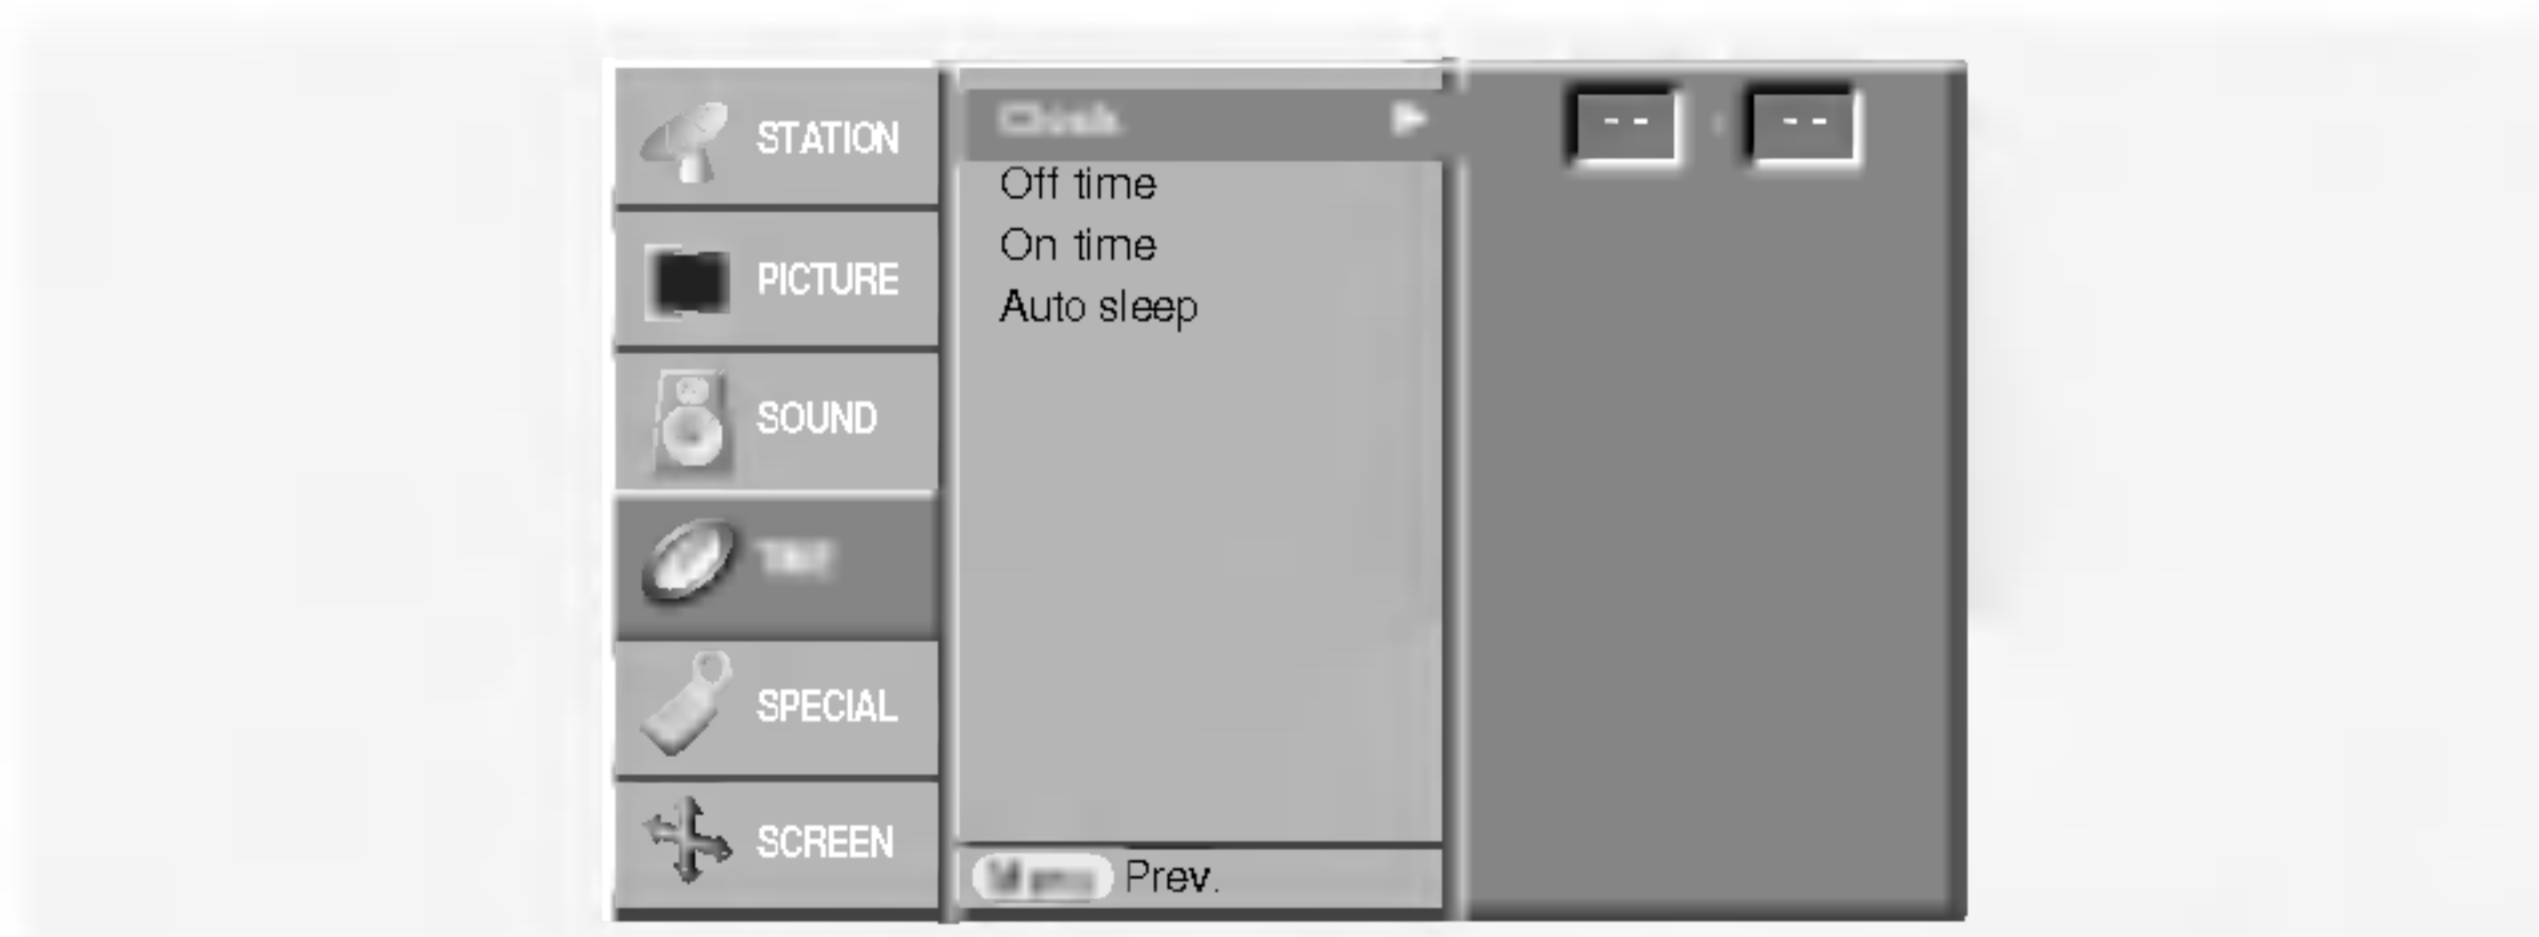 STATION
PICTURE
SOUND
SPECIAL
SCREEN
Off time
On time
Auto sleep
Prev.
-- : --